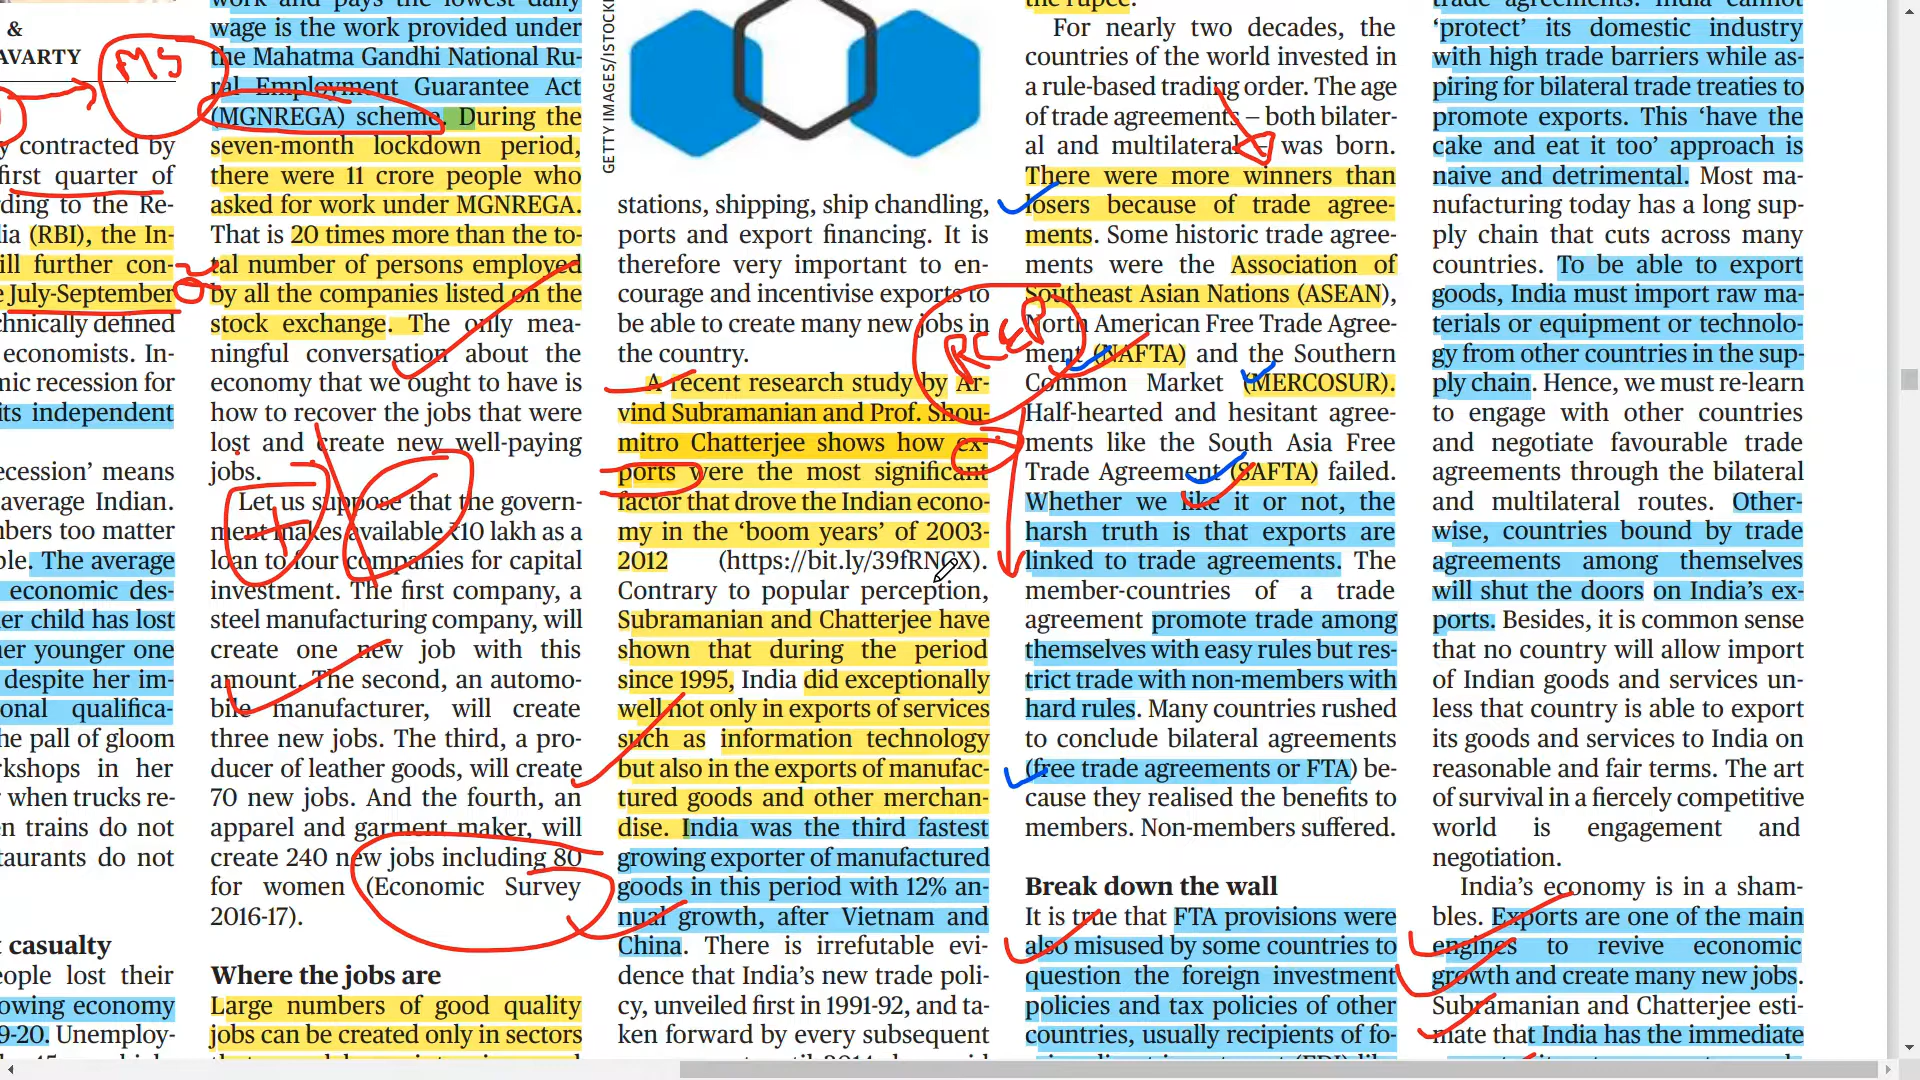 &
AVARTY
MS
y contracted by
first quarter of
ding to the Re-
ia (RBI), the In-
ill further con-
e July-September
chnically defined
economists. In-
mic recession for
its independent
ecession’ means
average Indian.
nbers too matter
ple. The average
economic des-
er child has lost
her younger one
despite her im-
onal qualifica-
he pall of gloom
rkshops in her
when trucks re-
en trains do not
taurants do not
t casualty
eople lost their
owing economy
9-20. Unemploy-
work and pays the lowest daily
wage is the work provided under
the Mahatma Gandhi National Ru-
ral Employment Guarantee Act
(MGNREGA) scheme. During the
seven-month lockdown period,
there were 11 crore people who
asked for work under MGNREGA.
That is 20 times more than the to-
tal number of persons employed
by all the companies listed on the
stock exchange. The only mea-
ningful conversation about the
economy that we ought to have is
how to recover the jobs that were
lost and create new well-paying
jobs.
Let us suppose that the govern-
ment makes available ₹10 lakh as a
loan to four companies for capital
investment. The first company, a
steel manufacturing company, will
create one new job with this
amount. The second, an automo-
bile manufacturer, will create
three new jobs. The third, a pro-
ducer of leather goods, will create
70 new jobs. And the fourth, an
apparel and garment maker, will
create 240 new jobs including 80
for women (Economic Survey
2016-17).
Where the jobs are
Large numbers of good quality
jobs can be created only in sectors
GETTY IMAGES/ISTOCK
stations, shipping, ship chandling,
ports and export financing. It is
therefore very important to en-
courage and incentivise exports to
be able to create many new jobs in
the country.
A recent research study by Ar-
vind Subramanian and Prof. Shou-
mitro Chatterjee shows how ex-
ports were the most significant
factor that drove the Indian econo-
my in the ‘boom years’ of 2003-
2012 (https://bit.ly/39fRNGX).
Contrary to popular perception,
Subramanian and Chatterjee have
shown that during the period
since 1995, India did exceptionally
well not only in exports of services
such as information technology
but also in the exports of manufac-
tured goods and other merchan-
dise. India was the third fastest
growing exporter of manufactured
goods in this period with 12% an-
nual growth, after Vietnam and
China. There is irrefutable evi-
dence that India’s new trade poli-
cy, unveiled first in 1991-92, and ta-
ken forward by every subsequent
RCEP
the rupee.
For nearly two decades, the
countries of the world invested in
a rule-based trading order. The age
of trade agreements – both bilater-
al and multilateral – was born.
There were more winners than
losers because of trade agree-
ments. Some historic trade agree-
ments were the Association of
Southeast Asian Nations (ASEAN),
North American Free Trade Agree-
ment (NAFTA) and the Southern
Common Market (MERCOSUR).
Half-hearted and hesitant agree-
ments like the South Asia Free
Trade Agreement (SAFTA) failed.
Whether we like it or not, the
harsh truth is that exports are
linked to trade agreements. The
member-countries of a trade
agreement promote trade among
themselves with easy rules but res-
trict trade with non-members with
hard rules. Many countries rushed
to conclude bilateral agreements
(free trade agreements or FTA) be-
cause they realised the benefits to
members. Non-members suffered.
Break down the wall
It is true that FTA provisions were
also misused by some countries to
question the foreign investment
policies and tax policies of other
countries, usually recipients of fo-
trade agreements. India cannot
‘protect’ its domestic industry
with high trade barriers while as-
piring for bilateral trade treaties to
promote exports. This ‘have the
cake and eat it too’ approach is
naive and detrimental. Most ma-
nufacturing today has a long sup-
ply chain that cuts across many
countries. To be able to export
goods, India must import raw ma-
terials or equipment or technolo-
gy from other countries in the sup-
ply chain. Hence, we must re-learn
to engage with other countries
and negotiate favourable trade
agreements through the bilateral
and multilateral routes. Other-
wise, countries bound by trade
agreements among themselves
will shut the doors on India’s ex-
ports. Besides, it is common sense
that no country will allow import
of Indian goods and services un-
less that country is able to export
its goods and services to India on
reasonable and fair terms. The art
of survival in a fiercely competitive
world is engagement and
negotiation.
India’s economy is in a sham-
bles. Exports are one of the main
engines to revive economic
growth and create many new jobs.
Subramanian and Chatterjee esti-
mate that India has the immediate